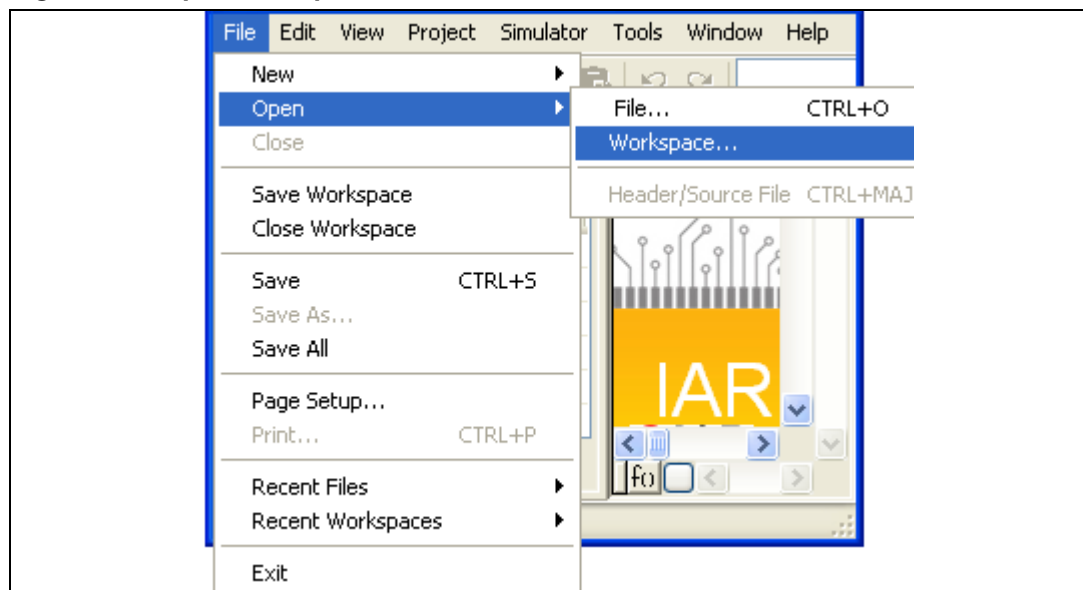 File Edit View Project Simulator Tools Window Help
New
Open
Close
Save Workspace
Close Workspace
Save CTRL+S
Save As...
Save All
Page Setup...
Print... CTRL+P
Recent Files
Recent Workspaces
Exit
File... CTRL+O
Workspace...
Header/Source File CTRL+MAJ
IAR
fo